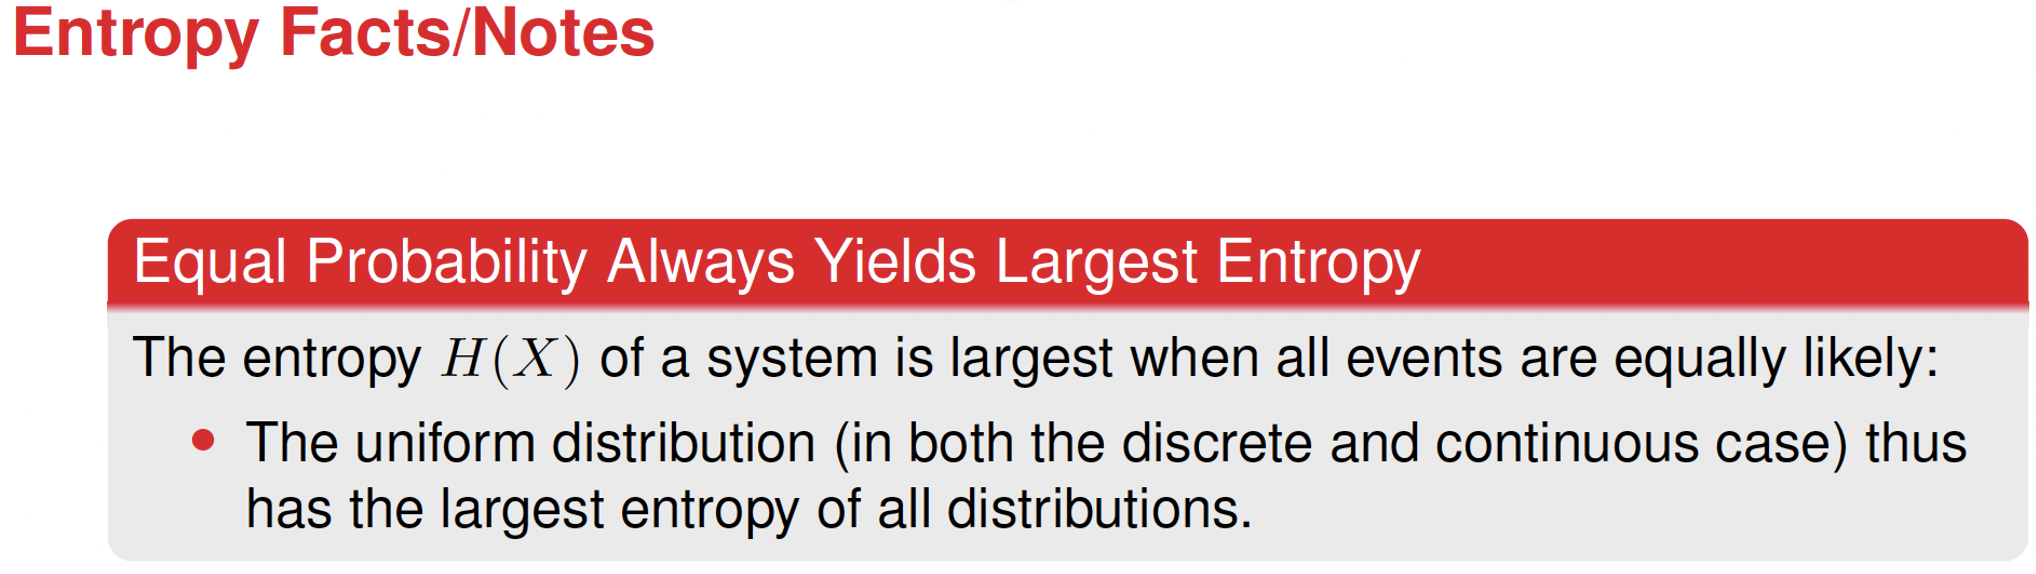 Entropy Facts/Notes
Equal Probability Always Yields Largest Entropy
The entropy H(X) of a system is largest when all events are equally likely:
• The uniform distribution (in both the discrete and continuous case) thus
has the largest entropy of all distributions.